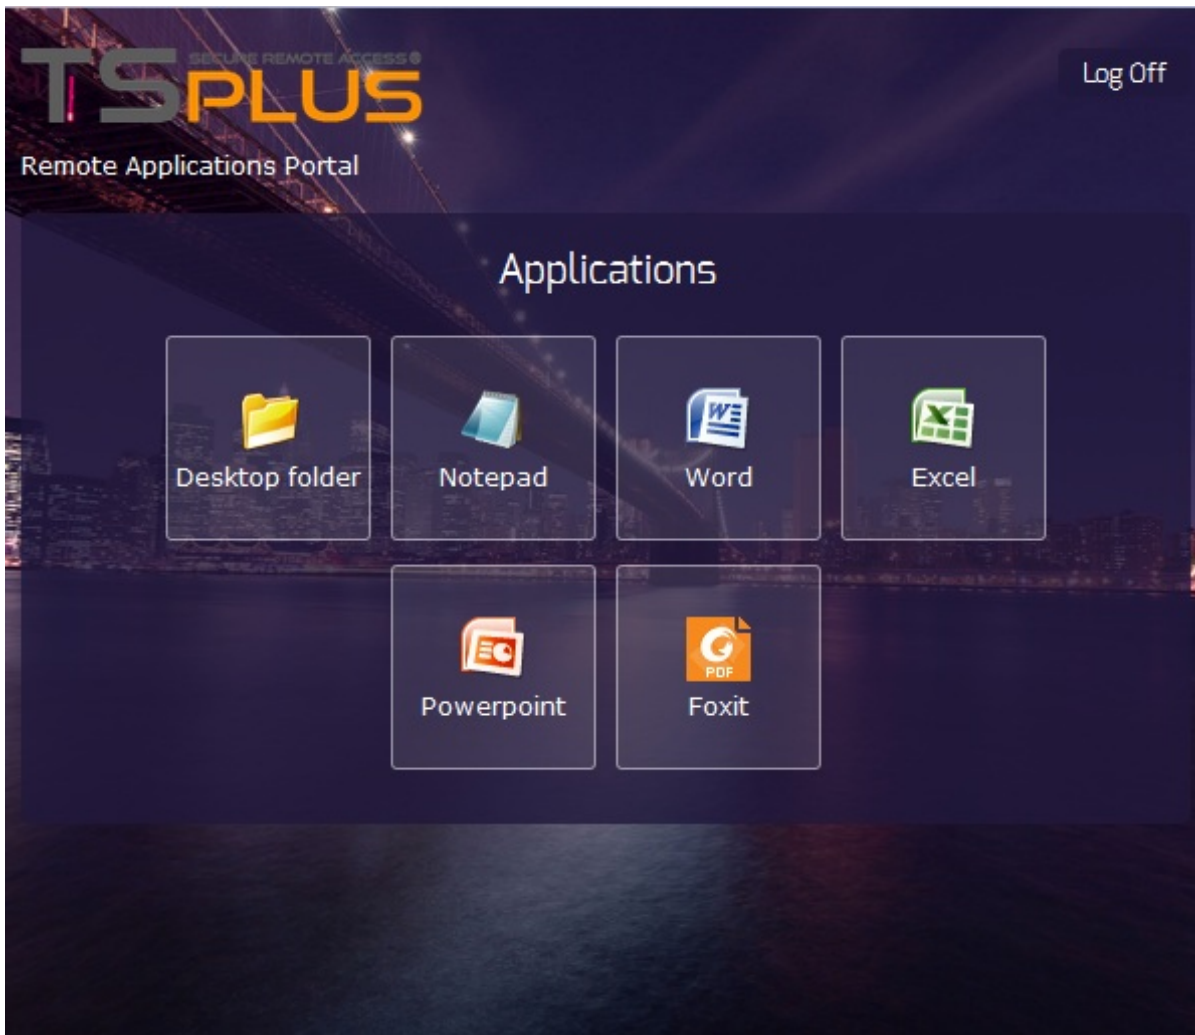 SECURE REMOTE ACCESS®
TSPLUS
Log Off
Remote Applications Portal
Applications
Desktop folder
Notepad
Word
Excel
Powerpoint
PDF
Foxit